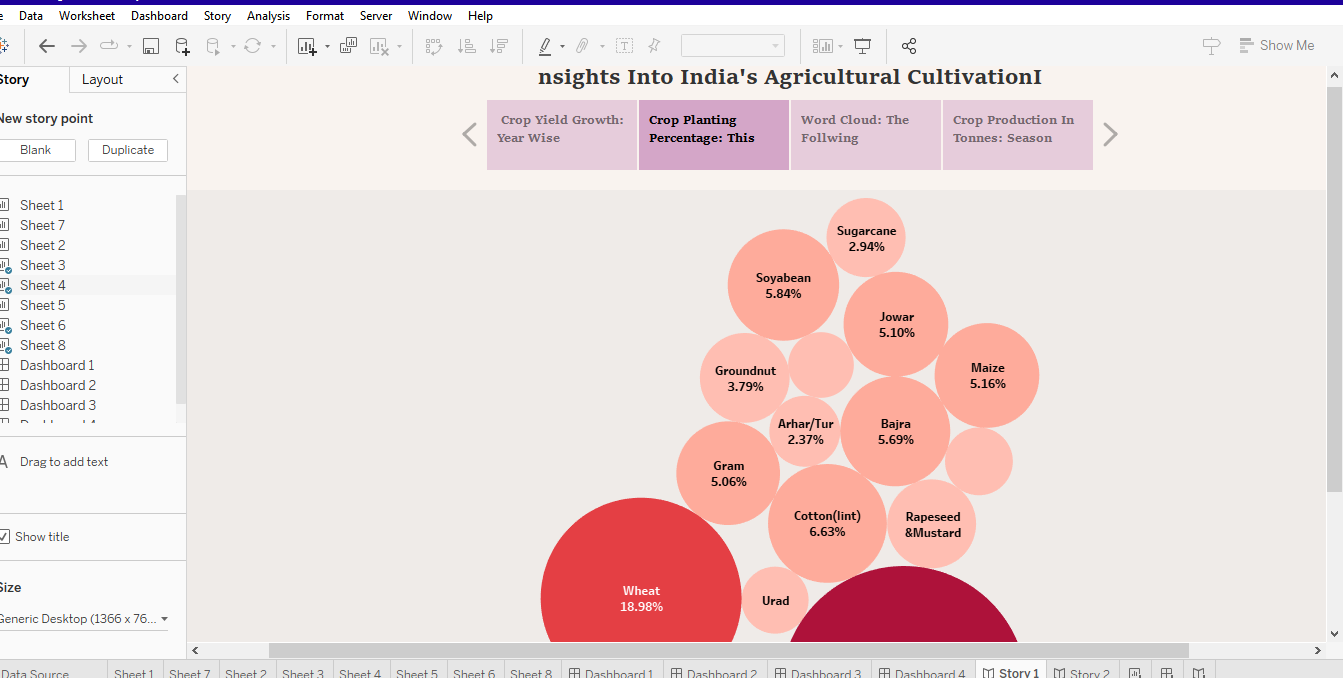 Data Worksheet Dashboard Story Analysis Format Server Window Help
Show Me
Story Layout
nsights Into India's Agricultural CultivationI
New story point
Blank Duplicate
Crop Yield Growth:
Year Wise
Crop Planting
Percentage: This
Word Cloud: The
Follwing
Crop Production In
Tonnes: Season
Sheet 1
Sheet 7
Sheet 2
Sheet 3
Sheet 4
Sheet 5
Sheet 6
Sheet 8
Dashboard 1
Dashboard 2
Dashboard 3
A Drag to add text
Show title
Size
Generic Desktop (1366 x 76...
Sugarcane
2.94%
Soyabean
5.84%
Jowar
5.10%
Maize
5.16%
Groundnut
3.79%
Arhar/Tur
2.37%
Bajra
5.69%
Gram
5.06%
Cotton(lint)
6.63%
Rapeseed
&Mustard
Wheat
18.98%
Urad
Data Source Sheet 1 Sheet 7 Sheet 2 Sheet 3 Sheet 4 Sheet 5 Sheet 6 Sheet 8 Dashboard 1 Dashboard 2 Dashboard 3 Dashboard 4 Story 1 Story 2